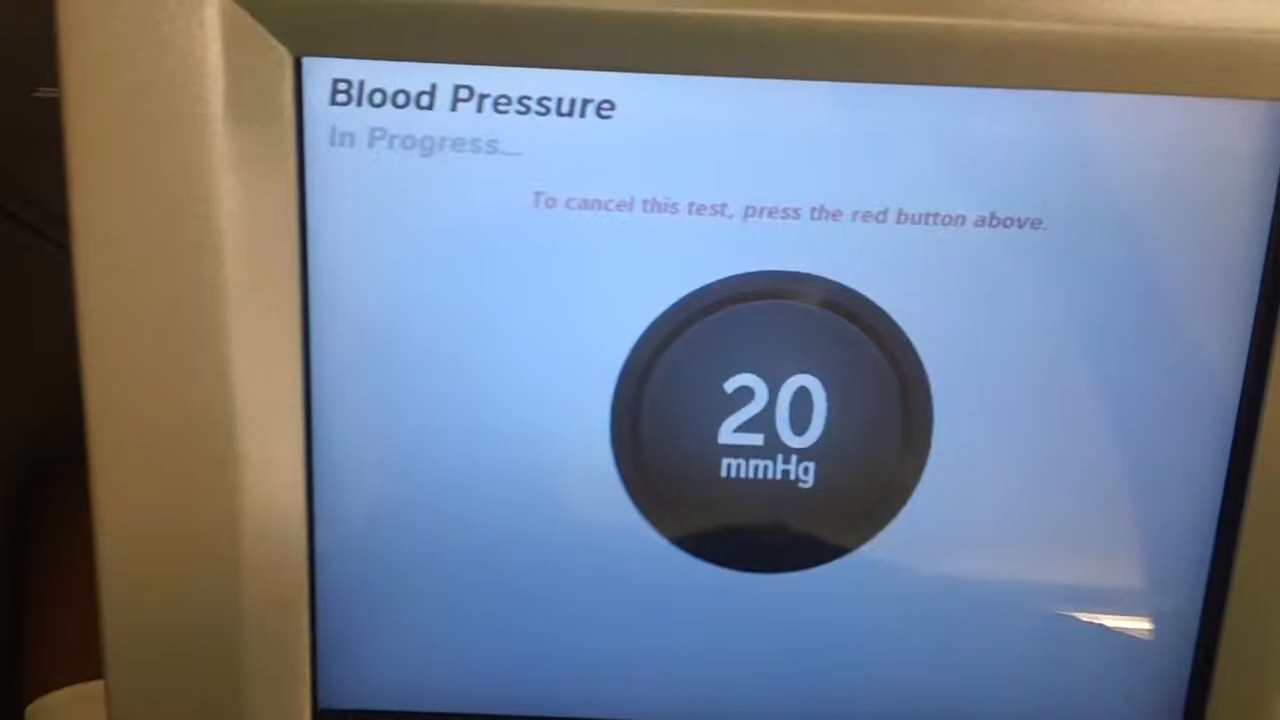 Blood Pressure
In Progress...
To cancel this test, press the red button above.
20
mmHg